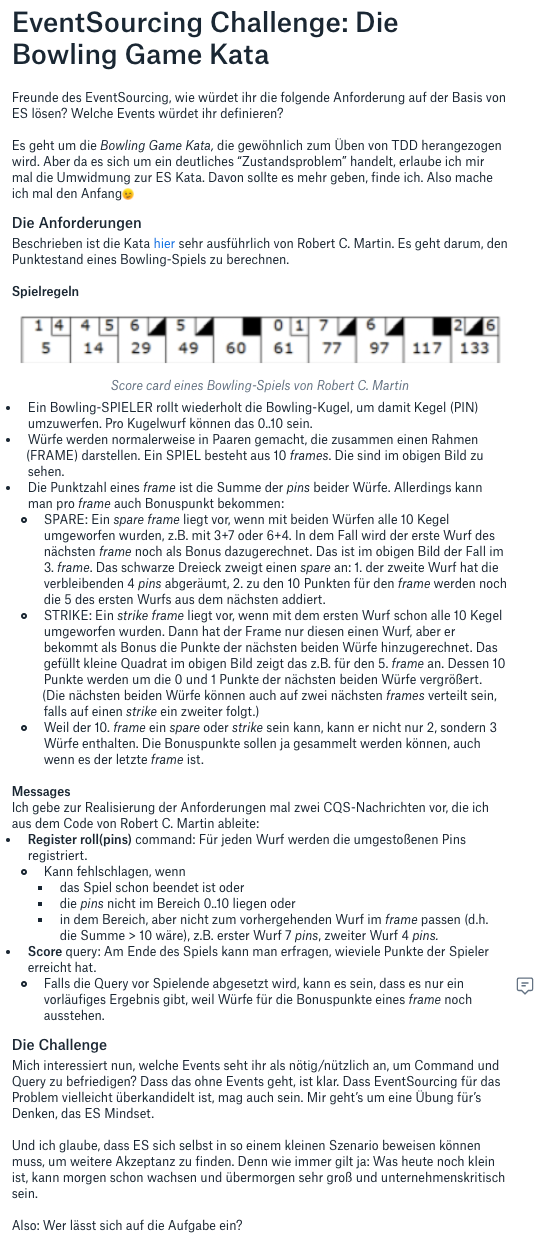 EventSourcing Challenge: Die
Bowling Game Kata
Freunde des EventSourcing, wie würdet ihr die folgende Anforderung auf der Basis von
ES lösen? Welche Events würdet ihr definieren?
Es geht um die Bowling Game Kata, die gewöhnlich zum Üben von TDD herangezogen
wird. Aber da es sich um ein deutliches “Zustandsproblem” handelt, erlaube ich mir
mal die Umwidmung zur ES Kata. Davon sollte es mehr geben, finde ich. Also mache
ich mal den Anfang😉
Die Anforderungen
Beschrieben ist die Kata hier sehr ausführlich von Robert C. Martin. Es geht darum, den
Punktestand eines Bowling-Spiels zu berechnen.
Spielregeln
1 4 4 5 6 5 0 1 7 6 2 6
5 14 29 49 60 61 77 97 117 133
Score card eines Bowling-Spiels von Robert C. Martin
• Ein Bowling-SPIELER rollt wiederholt die Bowling-Kugel, um damit Kegel (PIN)
umzuwerfen. Pro Kugelwurf können das 0..10 sein.
• Würfe werden normalerweise in Paaren gemacht, die zusammen einen Rahmen
(FRAME) darstellen. Ein SPIEL besteht aus 10 frames. Die sind im obigen Bild zu
sehen.
• Die Punktzahl eines frame ist die Summe der pins beider Würfe. Allerdings kann
man pro frame auch Bonuspunkt bekommen:
SPARE: Ein spare frame liegt vor, wenn mit beiden Würfen alle 10 Kegel
umgeworfen wurden, z.B. mit 3+7 oder 6+4. In dem Fall wird der erste Wurf des
nächsten frame noch als Bonus dazugerechnet. Das ist im obigen Bild der Fall im
3. frame. Das schwarze Dreieck zweigt einen spare an: 1. der zweite Wurf hat die
verbleibenden 4 pins abgeräumt, 2. zu den 10 Punkten für den frame werden noch
die 5 des ersten Wurfs aus dem nächsten addiert.
STRIKE: Ein strike frame liegt vor, wenn mit dem ersten Wurf schon alle 10 Kegel
umgeworfen wurden. Dann hat der Frame nur diesen einen Wurf, aber er
bekommt als Bonus die Punkte der nächsten beiden Würfe hinzugerechnet. Das
gefüllt kleine Quadrat im obigen Bild zeigt das z.B. für den 5. frame an. Dessen 10
Punkte werden um die 0 und 1 Punkte der nächsten beiden Würfe vergrößert.
(Die nächsten beiden Würfe können auch auf zwei nächsten frames verteilt sein,
falls auf einen strike ein zweiter folgt.)
Weil der 10. frame ein spare oder strike sein kann, kann er nicht nur 2, sondern 3
Würfe enthalten. Die Bonuspunkte sollen ja gesammelt werden können, auch
wenn es der letzte frame ist.
Messages
Ich gebe zur Realisierung der Anforderungen mal zwei CQS-Nachrichten vor, die ich
aus dem Code von Robert C. Martin ableite:
• Register roll(pins) command: Für jeden Wurf werden die umgestoßenen Pins
registriert.
Kann fehlschlagen, wenn
das Spiel schon beendet ist oder
die pins nicht im Bereich 0..10 liegen oder
in dem Bereich, aber nicht zum vorhergehenden Wurf im frame passen (d.h.
die Summe > 10 wäre), z.B. erster Wurf 7 pins, zweiter Wurf 4 pins.
• Score query: Am Ende des Spiels kann man erfragen, wieviele Punkte der Spieler
erreicht hat.
Falls die Query vor Spielende abgesetzt wird, kann es sein, dass es nur ein
vorläufiges Ergebnis gibt, weil Würfe für die Bonuspunkte eines frame noch
ausstehen.
Die Challenge
Mich interessiert nun, welche Events seht ihr als nötig/nützlich an, um Command und
Query zu befriedigen? Dass das ohne Events geht, ist klar. Dass EventSourcing für das
Problem vielleicht überkandidelt ist, mag auch sein. Mir geht’s um eine Übung für’s
Denken, das ES Mindset.
Und ich glaube, dass ES sich selbst in so einem kleinen Szenario beweisen können
muss, um weitere Akzeptanz zu finden. Denn wie immer gilt ja: Was heute noch klein
ist, kann morgen schon wachsen und übermorgen sehr groß und unternehmenskritisch
sein.
Also: Wer lässt sich auf die Aufgabe ein?